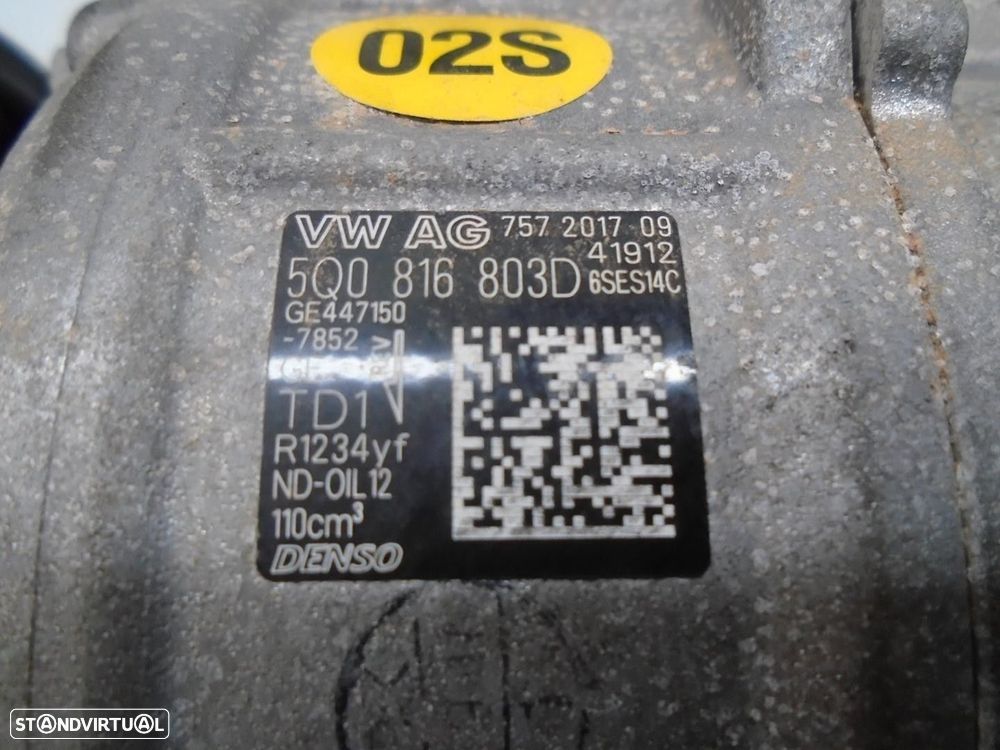 02S
VW AG 757 2017 09
41912
5Q0 816 803D 6SES14C
GE447150
-7852
TD1
R1234yf
ND-OIL12
110cm³
DENSO
STANDVIRTUAL